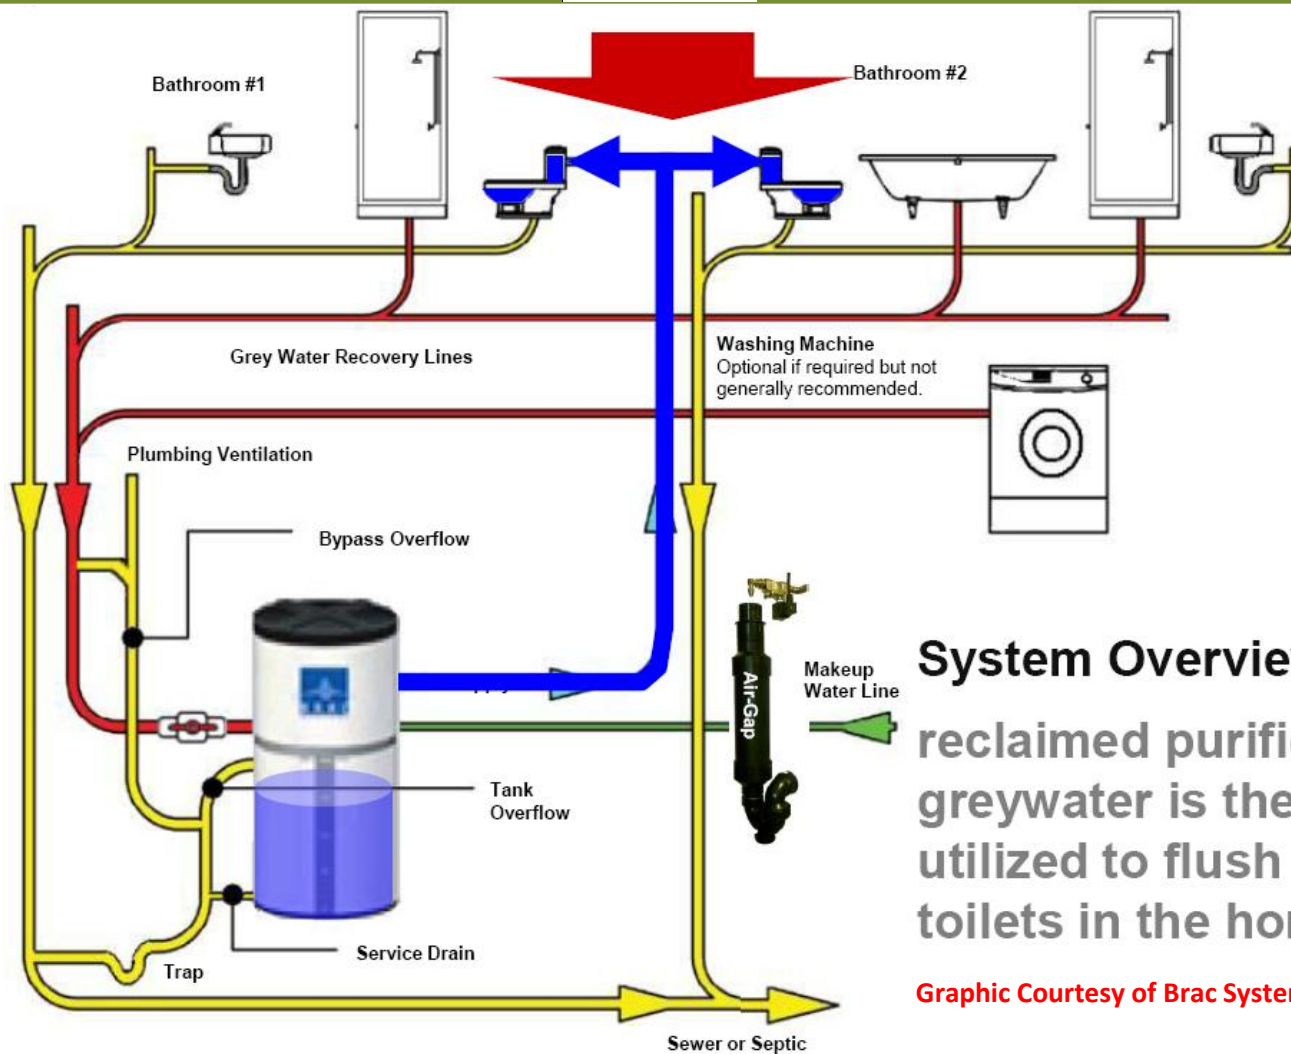 Bathroom #1
Bathroom #2
Grey Water Recovery Lines
Washing Machine
Optional if required but not
generally recommended.
Plumbing Ventilation
Bypass Overflow
Air-Gap
Makeup
Water Line
System Overvie
reclaimed purifi
greywater is the
utilized to flush
toilets in the ho
Tank
Overflow
Service Drain
Trap
Graphic Courtesy of Brac Syste
Sewer or Septic